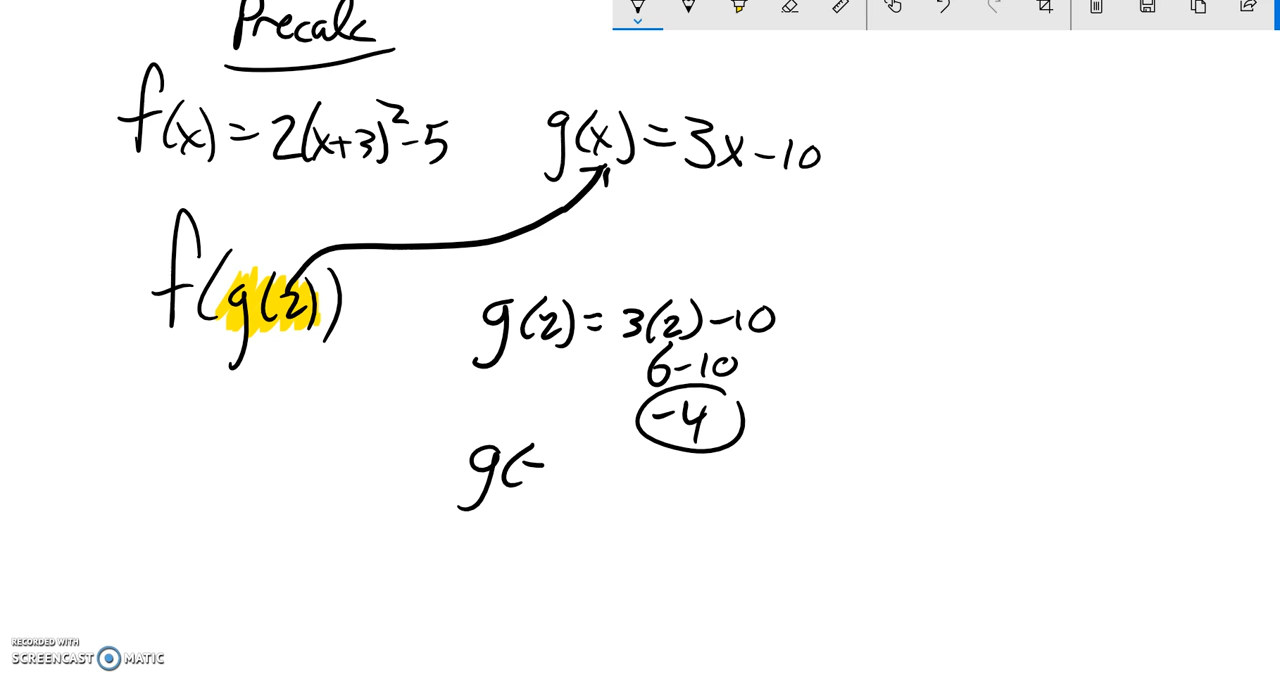 Precalc
f(x) = 2(x+3)² - 5 g(x) = 3x - 10
f(g(2))
g(2) = 3(2) - 10
6 - 10
-4
g(-
RECORDED WITH
SCREENCAST MATIC